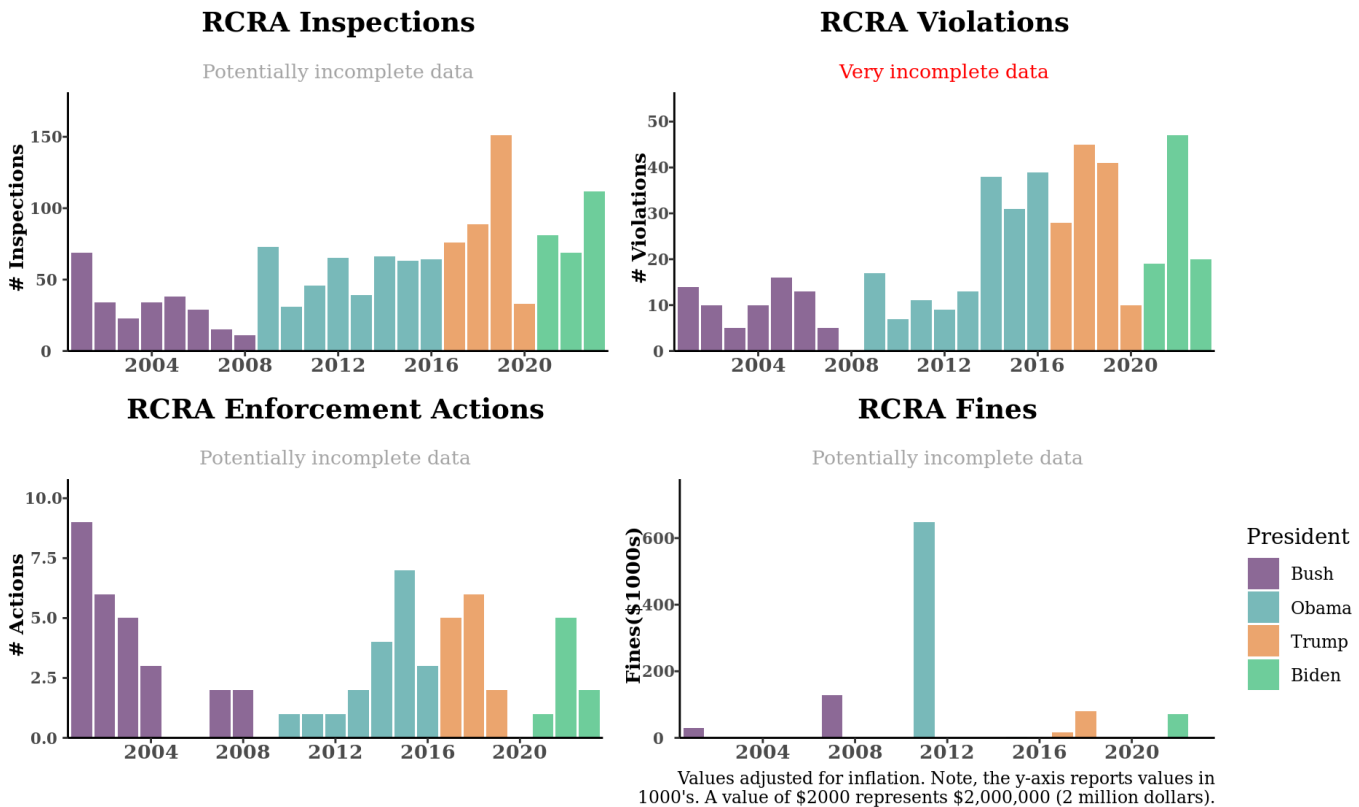 RCRA Inspections
Potentially incomplete data
# Inspections
150
100
50
0
2004 2008 2012 2016 2020
RCRA Violations
Very incomplete data
# Violations
50
40
30
20
10
0
2004 2008 2012 2016 2020
RCRA Enforcement Actions
Potentially incomplete data
# Actions
10.0
7.5
5.0
2.5
0.0
2004 2008 2012 2016 2020
RCRA Fines
Potentially incomplete data
Fines($1000s)
600
400
200
0
2004 2008 2012 2016 2020
Values adjusted for inflation. Note, the y-axis reports values in
1000's. A value of $2000 represents $2,000,000 (2 million dollars).
President
Bush
Obama
Trump
Biden